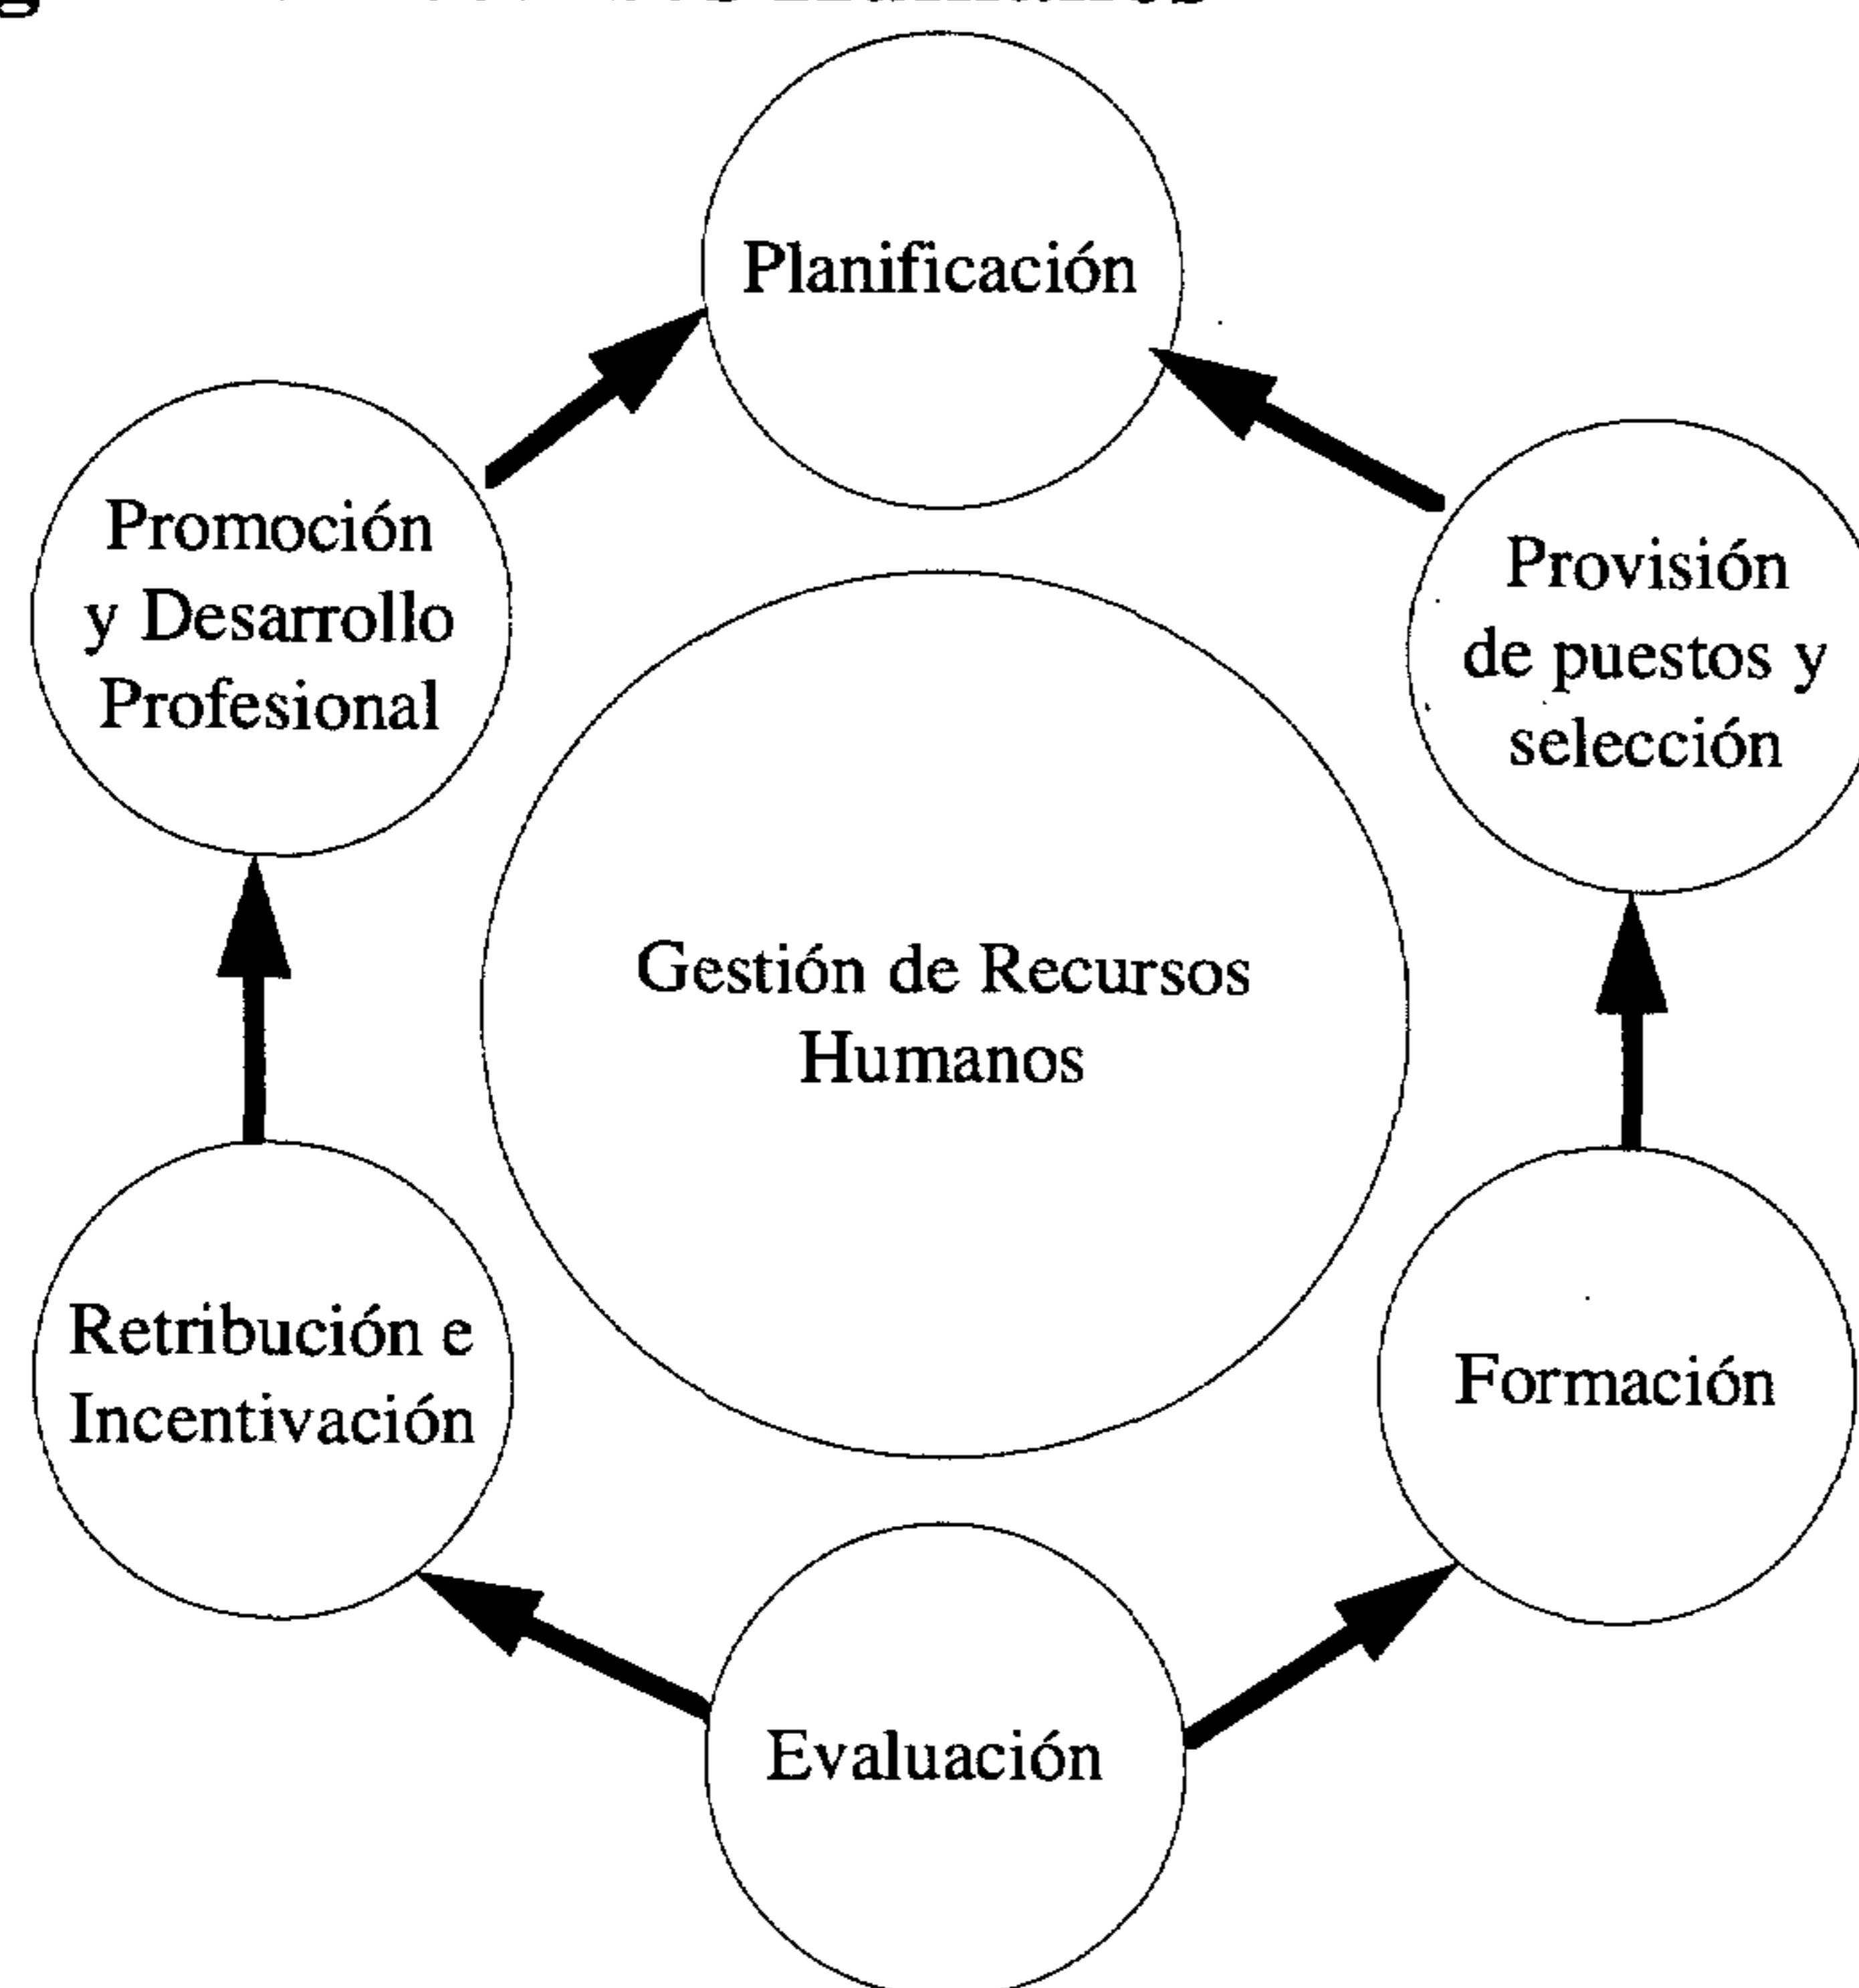 Planificación
Promoción
y Desarrollo
Profesional
Provisión
de puestos y
selección
Gestión de Recursos
Humanos
Retribución e
Incentivación
Formación
Evaluación